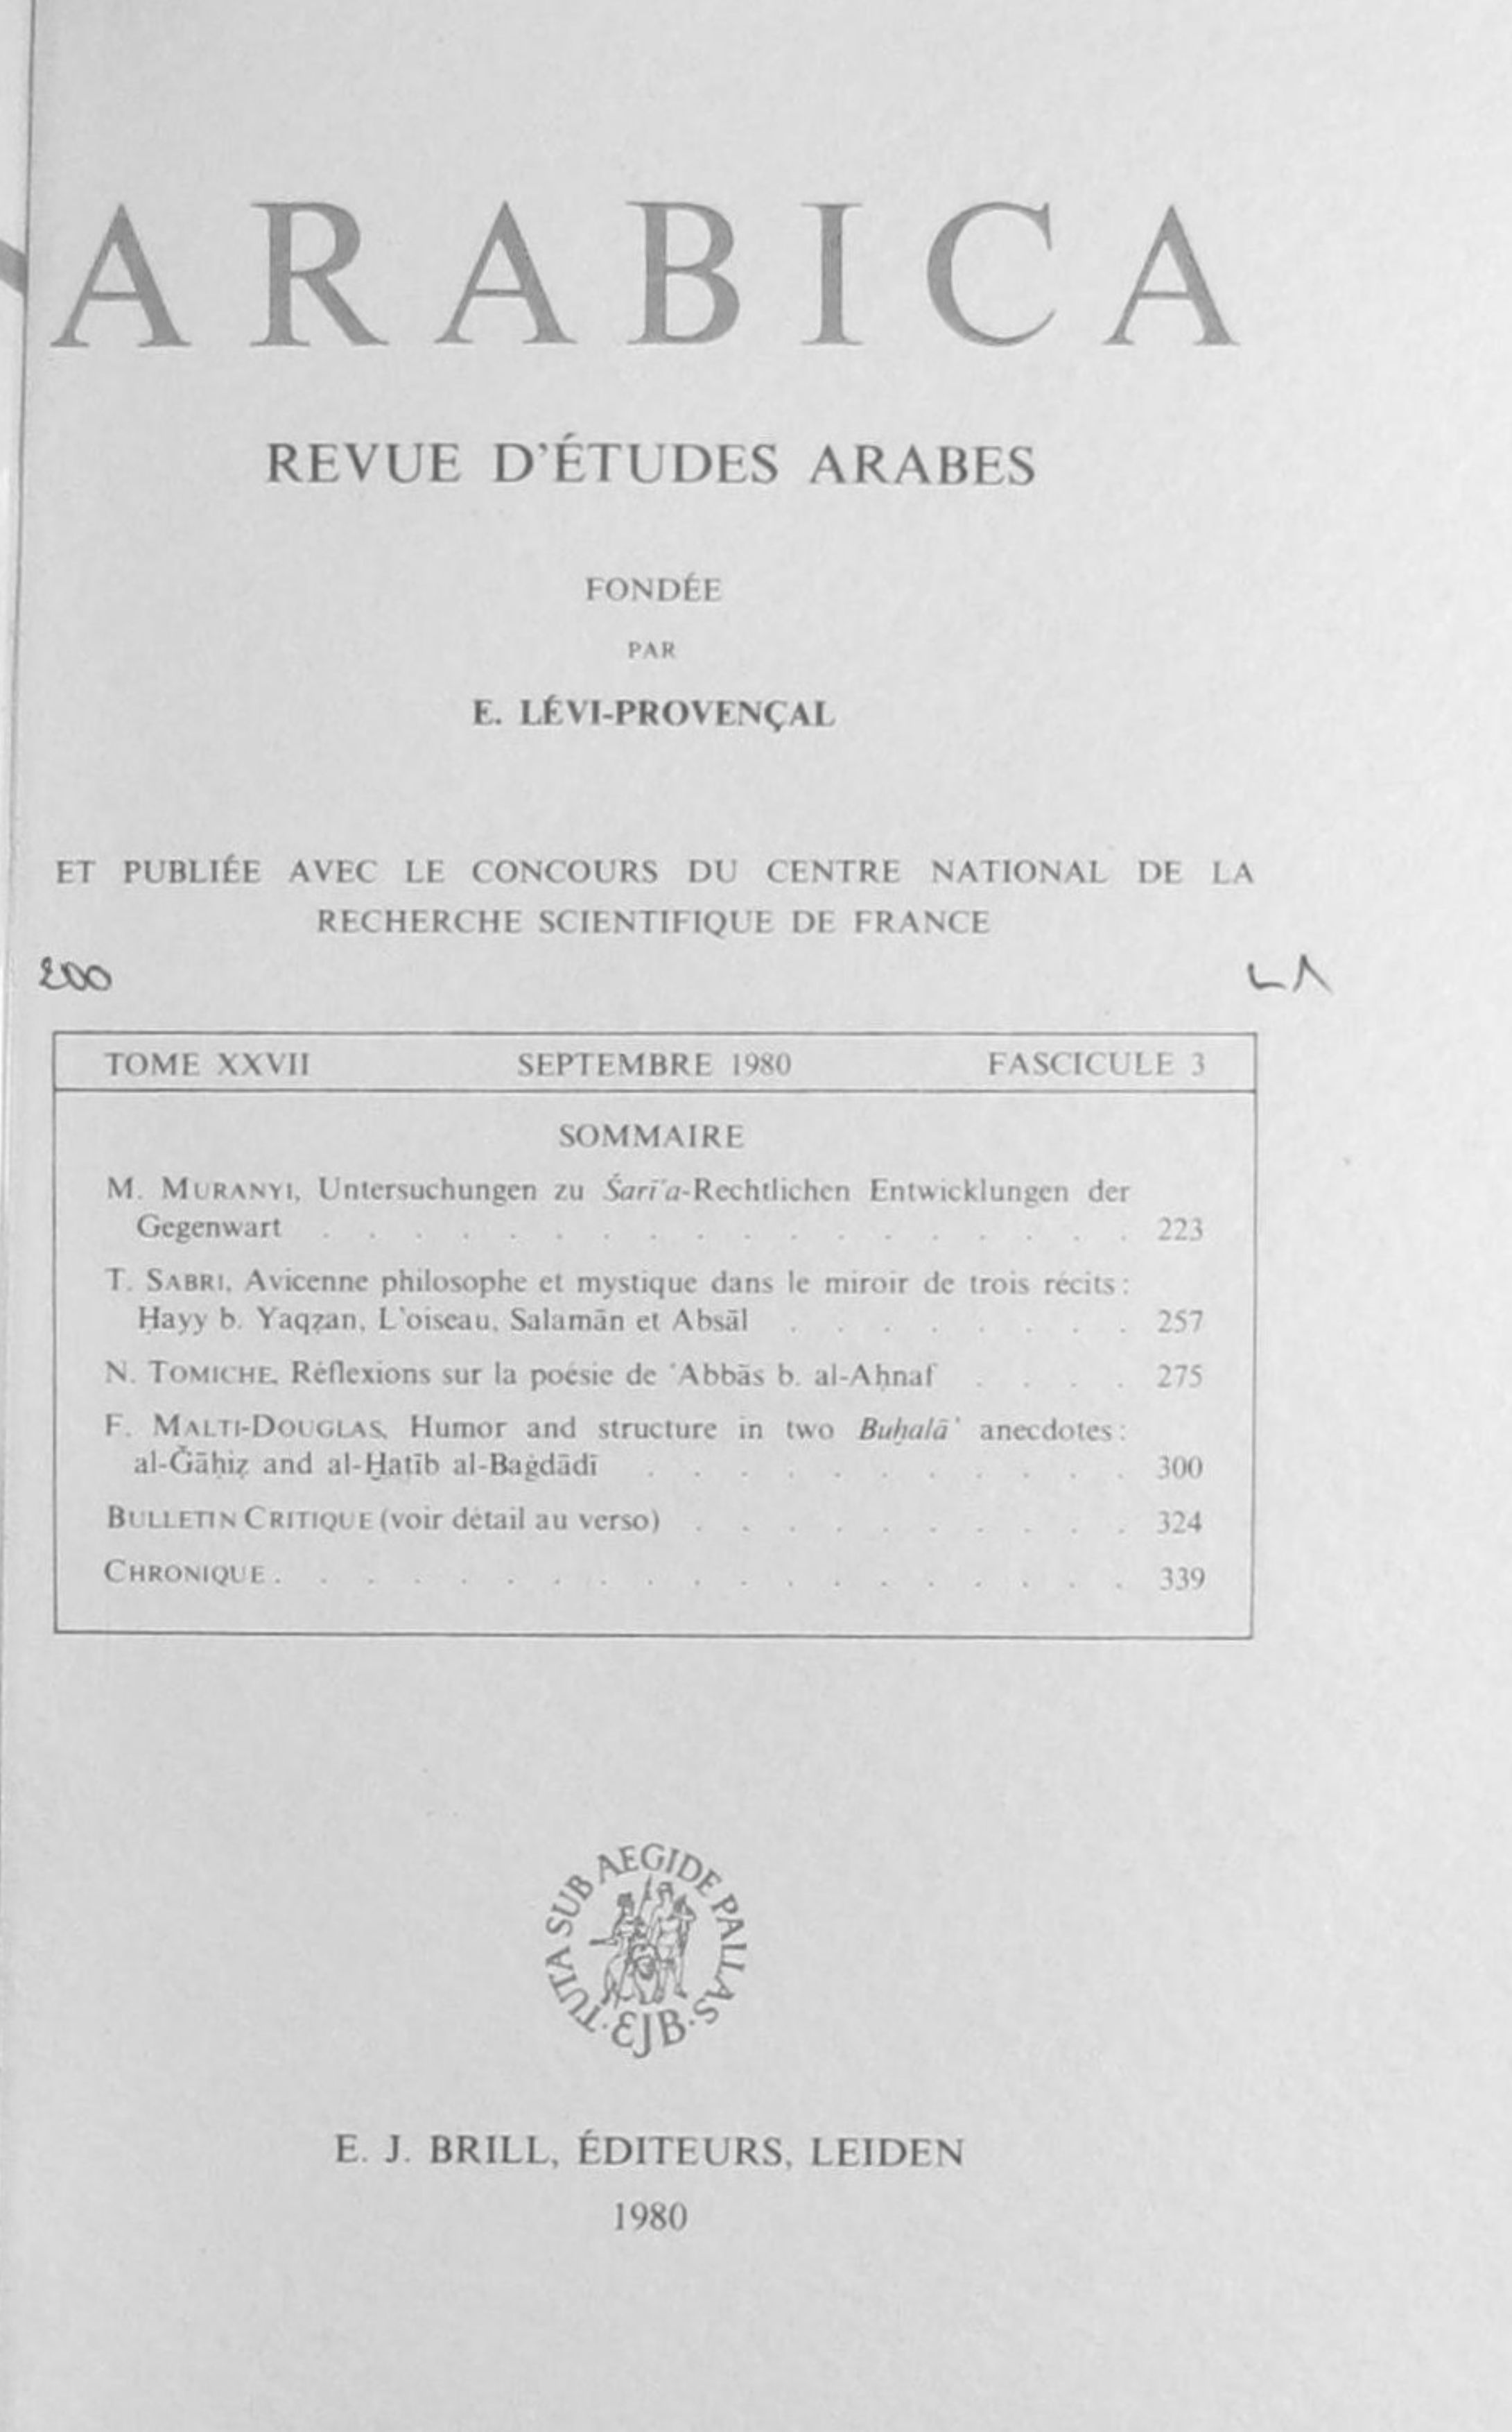 ARABICA
REVUE D'ÉTUDES ARABES
FONDÉE
PAR
E. LÉVI-PROVENÇAL
ET PUBLIÉE AVEC LE CONCOURS DU CENTRE NATIONAL DE LA
RECHERCHE SCIENTIFIQUE DE FRANCE
200
TOME XXVII SEPTEMBRE 1980 FASCICULE 3
SOMMAIRE
M. MURANYI, Untersuchungen zu Šarī'a-Rechtlichen Entwicklungen der
Gegenwart . . . . . . . . . . . . . . . . . . 223
T. SABRI, Avicenne philosophe et mystique dans le miroir de trois récits:
Ḥayy b. Yaqẓan, L'oiseau, Salamān et Absāl . . . . . . . . 257
N. TOMICHE, Réflexions sur la poésie de 'Abbās b. al-Aḥnaf . . . . 275
F. MALTI-DOUGLAS, Humor and structure in two Buḫalā' anecdotes:
al-Ǧāḥiẓ and al-Ḫaṭīb al-Baġdādī . . . . . . . . . . . 300
BULLETIN CRITIQUE (voir détail au verso) . . . . . . . . . . 324
CHRONIQUE . . . . . . . . . . . . . . . . . . . 339
TUTA SUB AEGIDE PALLAS
· EJB ·
E. J. BRILL, ÉDITEURS, LEIDEN
1980